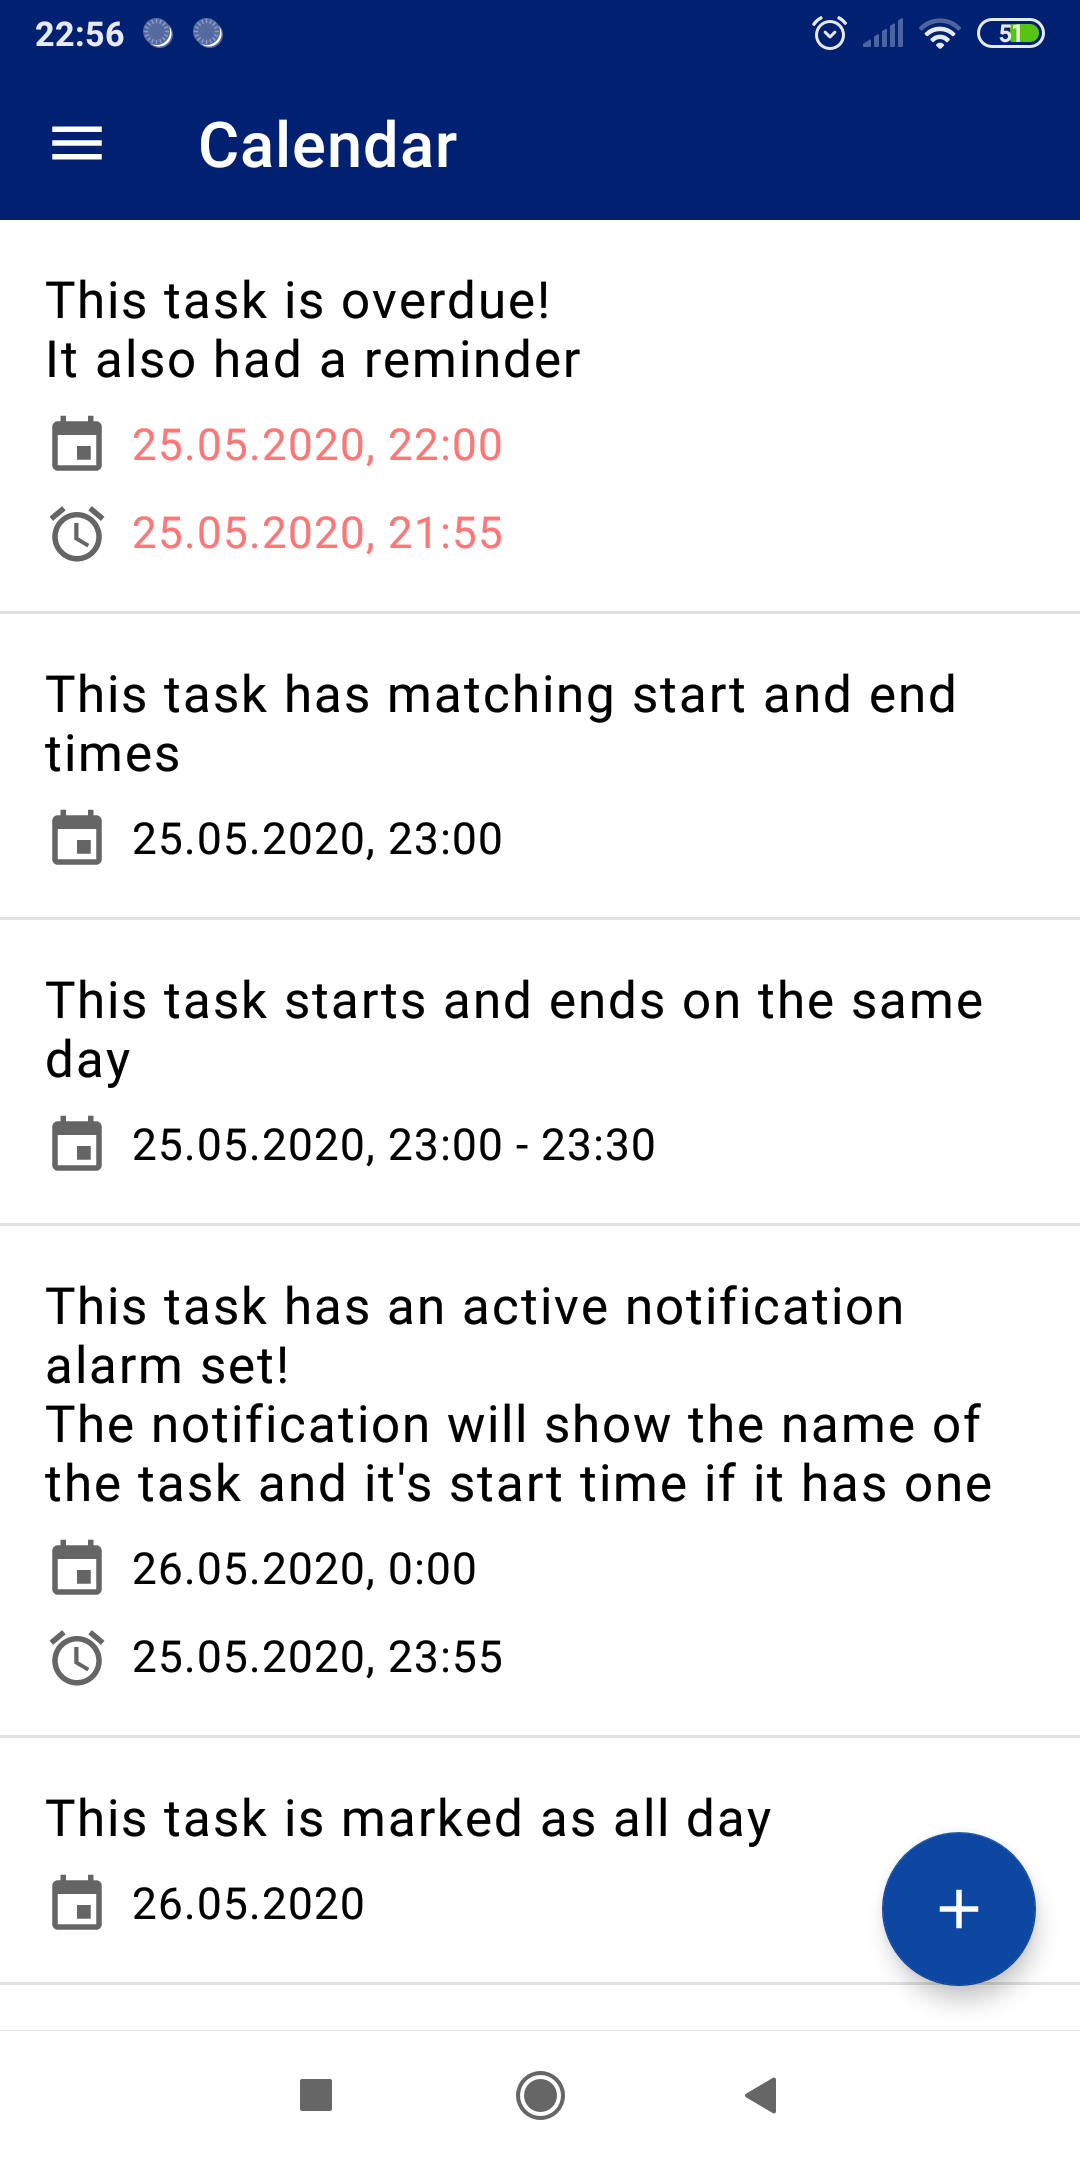 22:56
51
Calendar
This task is overdue!
It also had a reminder
25.05.2020, 22:00
25.05.2020, 21:55
This task has matching start and end
times
25.05.2020, 23:00
This task starts and ends on the same
day
25.05.2020, 23:00 - 23:30
This task has an active notification
alarm set!
The notification will show the name of
the task and it's start time if it has one
26.05.2020, 0:00
25.05.2020, 23:55
This task is marked as all day
26.05.2020